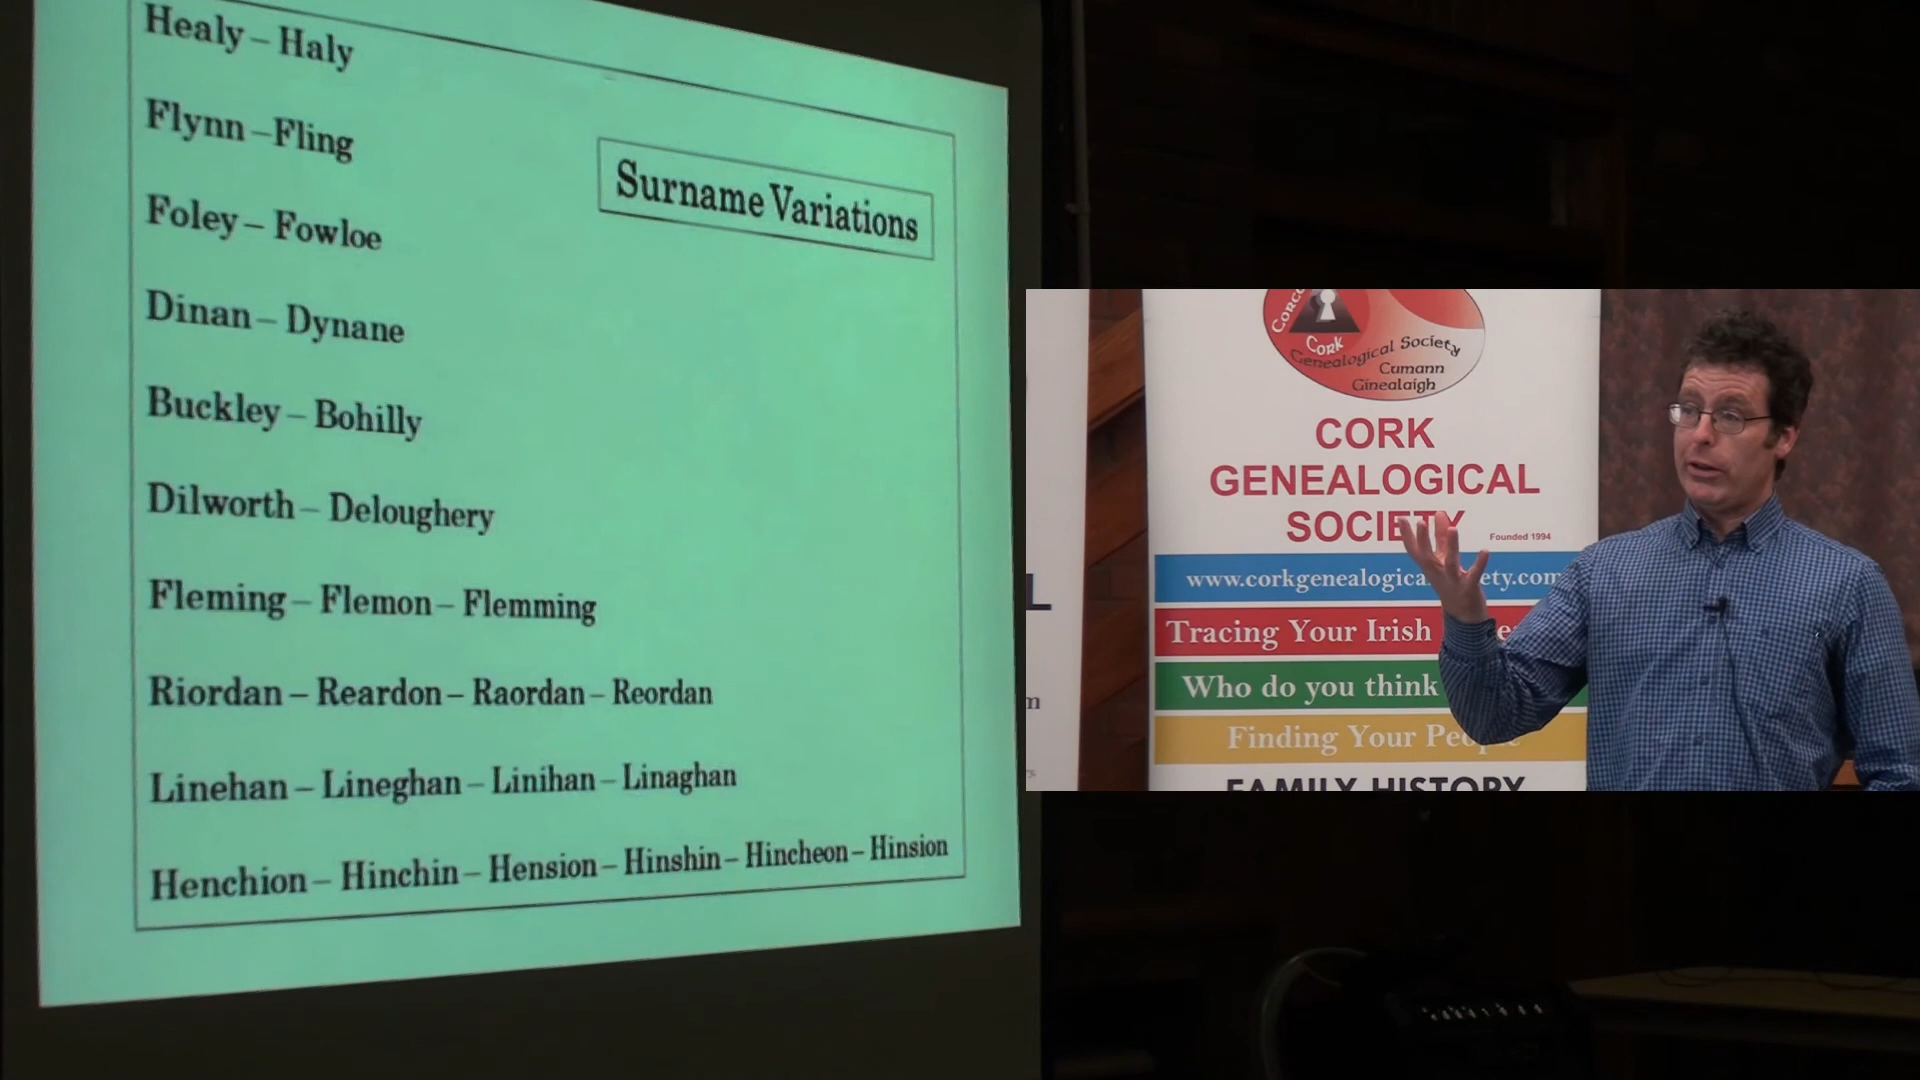 Healy – Haly
Flynn – Fling
Surname Variations
Foley – Fowloe
Dinan – Dynane
Buckley – Bohilly
Dilworth – Deloughery
Fleming – Flemon – Flemming
Riordan – Reardon – Raordan – Reordan
Linehan – Lineghan – Linihan – Linaghan
Henchion – Hinchin – Hension – Hinshin – Hincheon – Hinsion
Cork
Genealogical Society
Cumann
Ginealaigh
CORK
GENEALOGICAL
SOCIETY
Founded 1994
Tracing Your Irish
Who do you think
Finding Your
FAMILY HISTORY